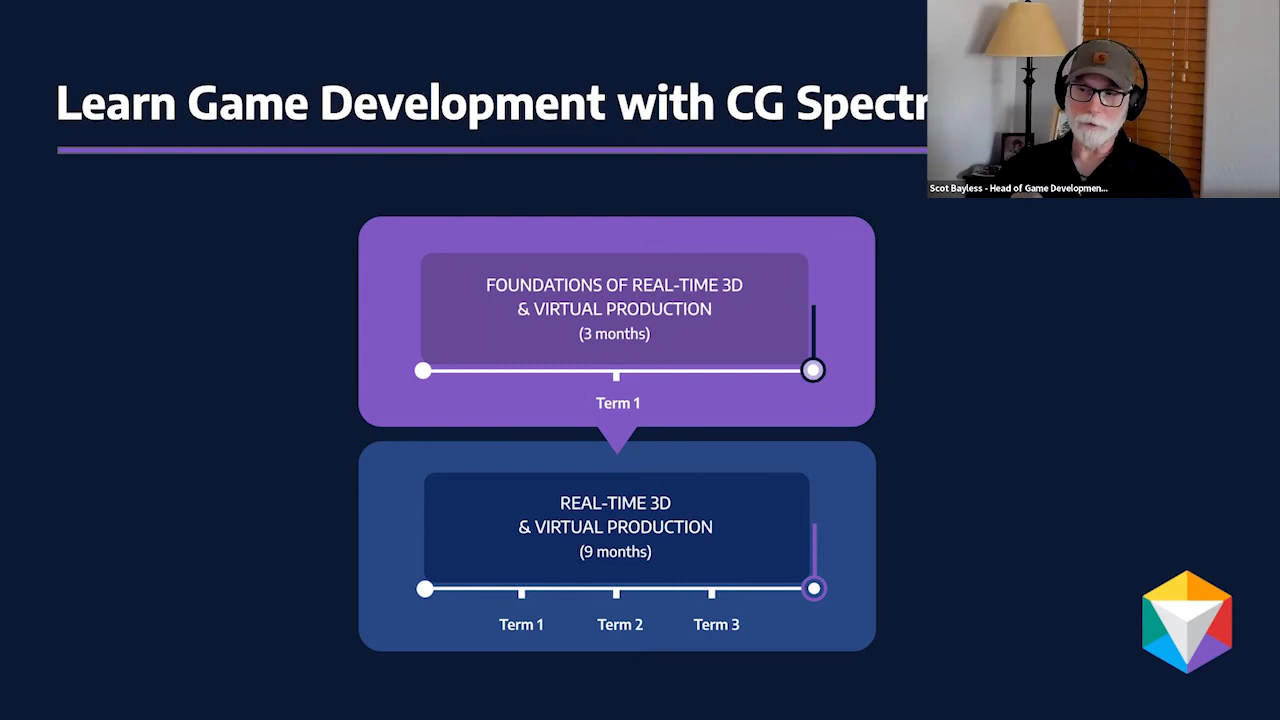 Learn Game Development with CG Spectr
Scot Bayless - Head of Game Developmen...
FOUNDATIONS OF REAL-TIME 3D
& VIRTUAL PRODUCTION
(3 months)
Term 1
REAL-TIME 3D
& VIRTUAL PRODUCTION
(9 months)
Term 1
Term 2
Term 3